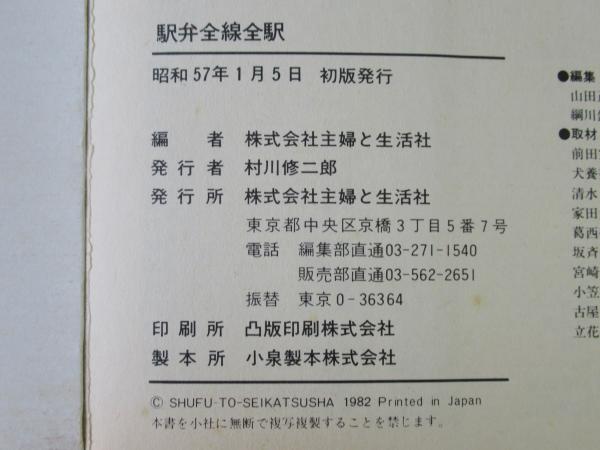 駅弁全線全駅
昭和57年1月5日 初版発行
編者 株式会社主婦と生活社
発行者 村川修二郎
発行所 株式会社主婦と生活社
東京都中央区京橋3丁目5番7号
電話 編集部直通03-271-1540
販売部直通03-562-2651
振替 東京0-36364
印刷所 凸版印刷株式会社
製本所 小泉製本株式会社
© SHUFU-TO-SEIKATSUSHA 1982 Printed in Japan
本書を小社に無断で複写複製することを禁じます。
●編集
山田
綱川
●取材
前田
犬養
清水
家田
葛西
坂斉
宮崎
小笠
古屋
立花